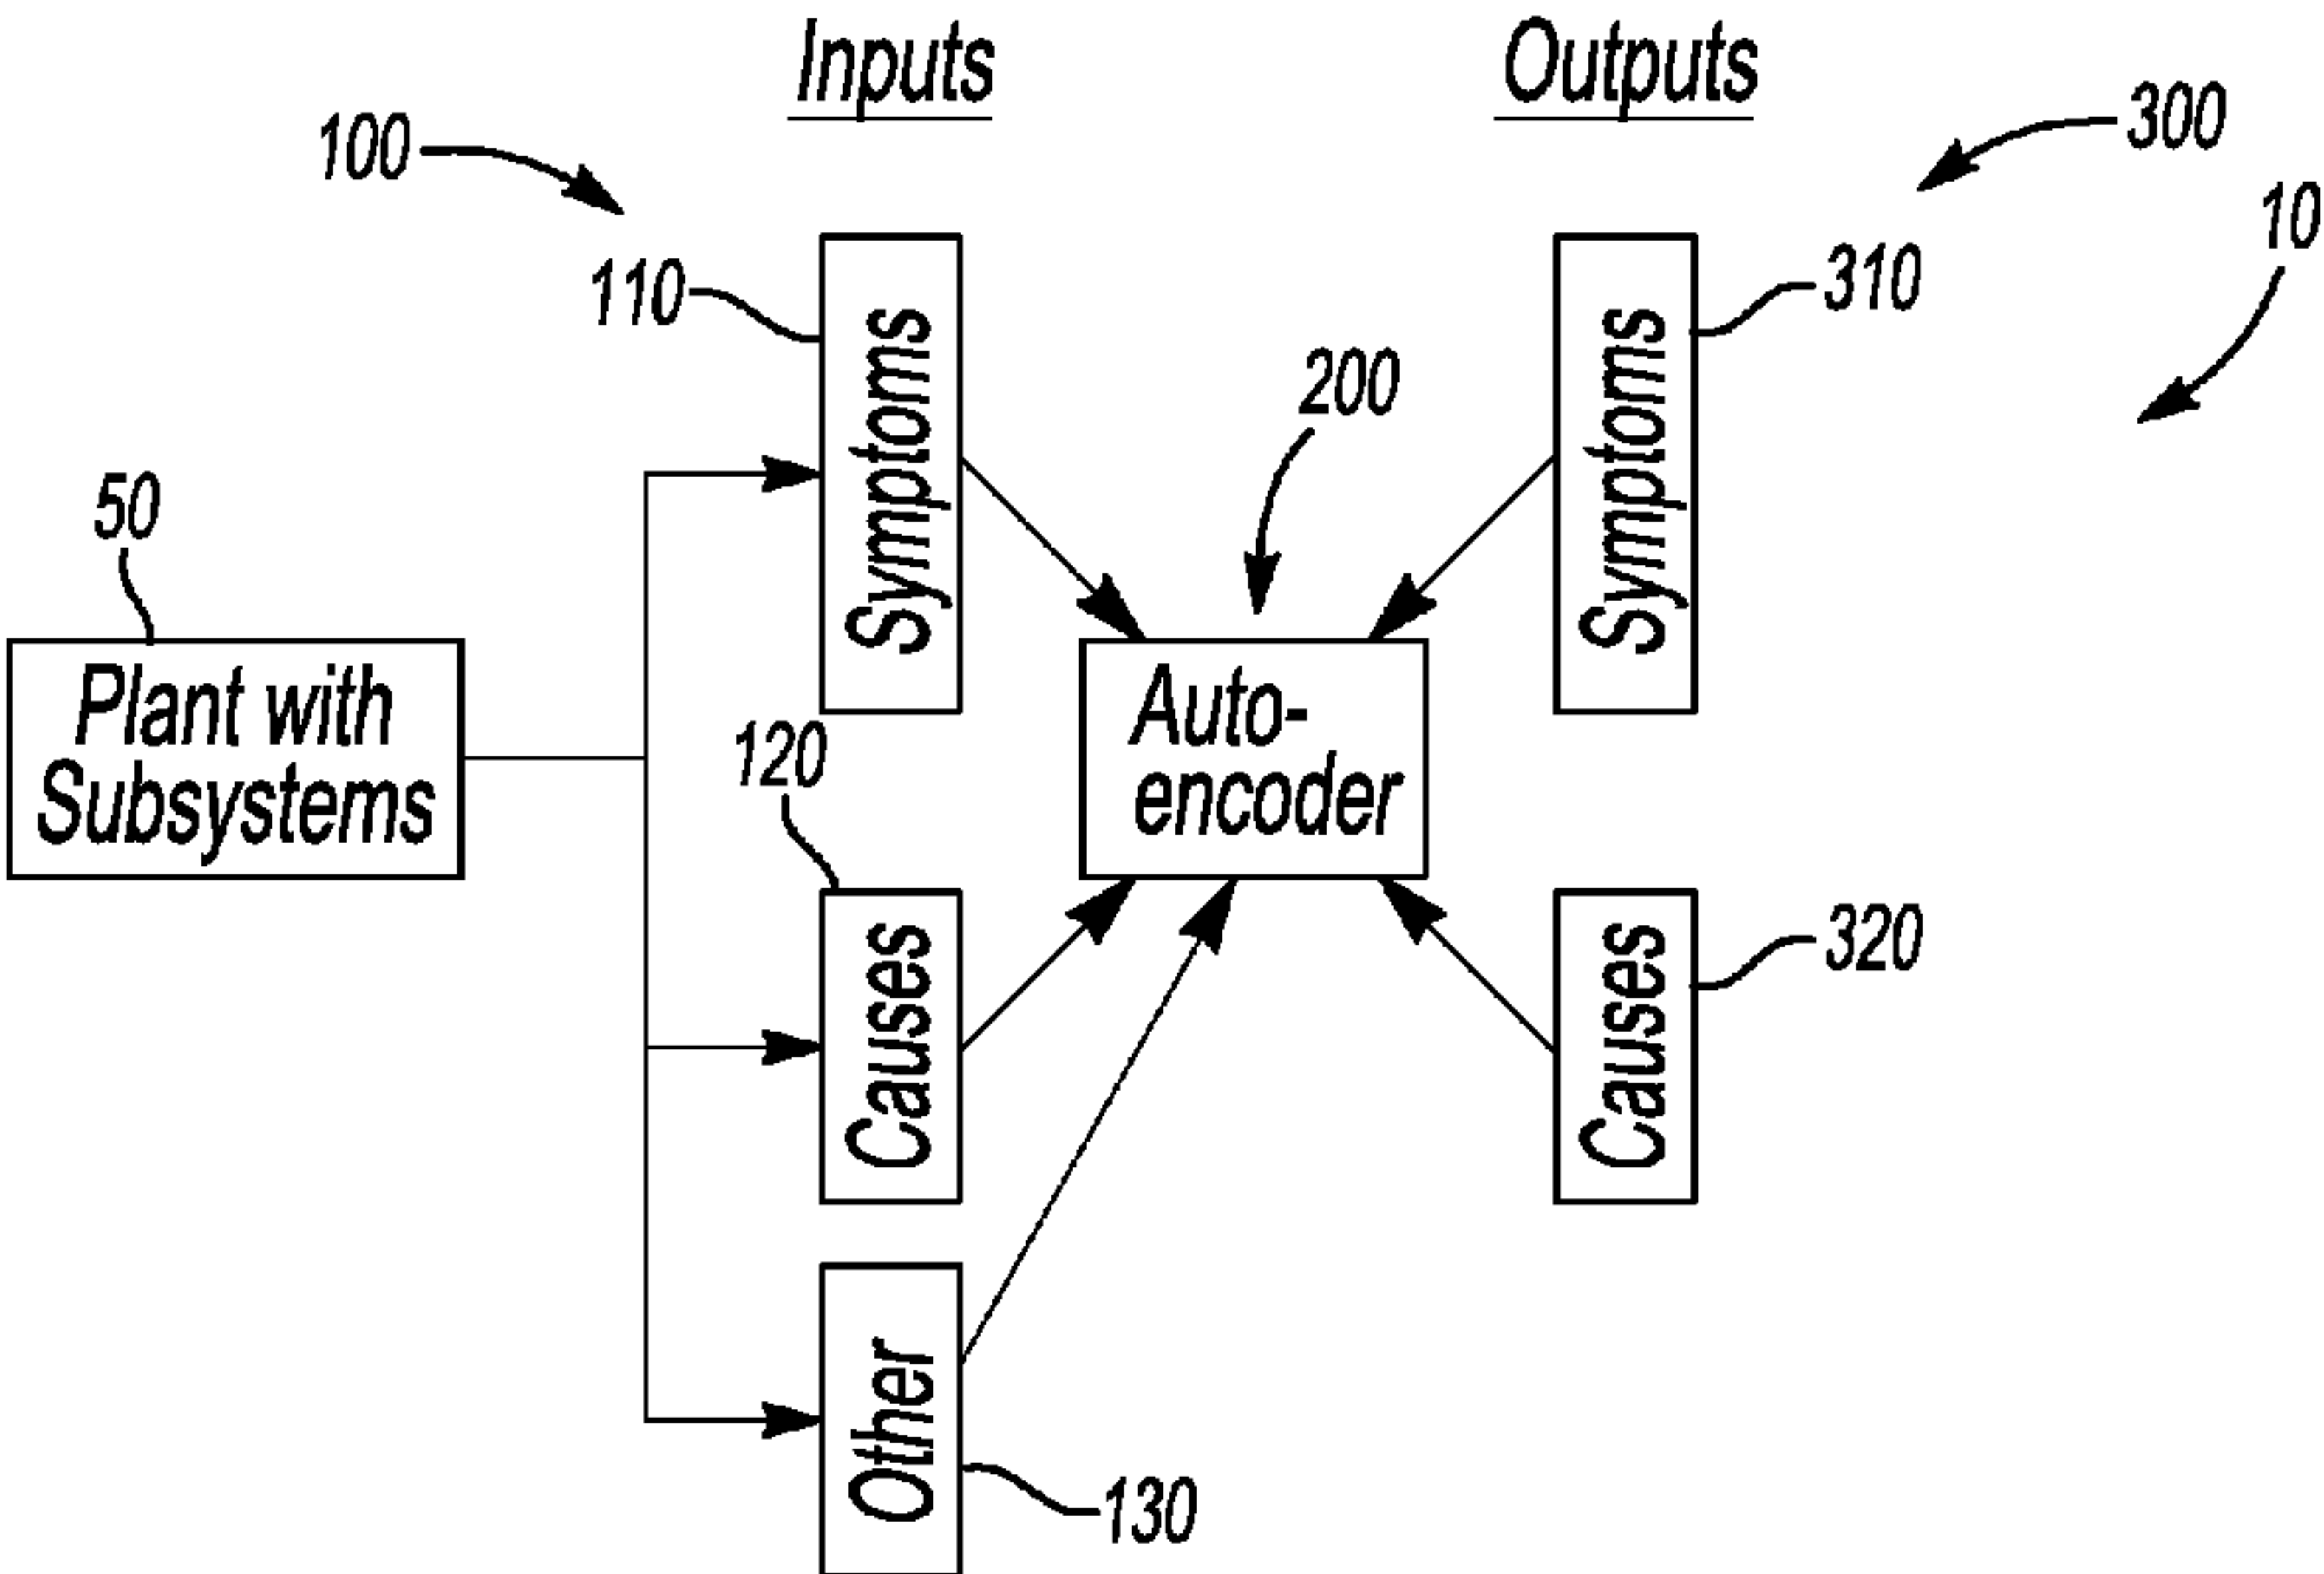 Inputs
Outputs
100
300
10
110
310
Symptoms
Symptoms
200
50
Plant with
Subsystems
Auto-
encoder
120
Causes
Causes
320
Other
130